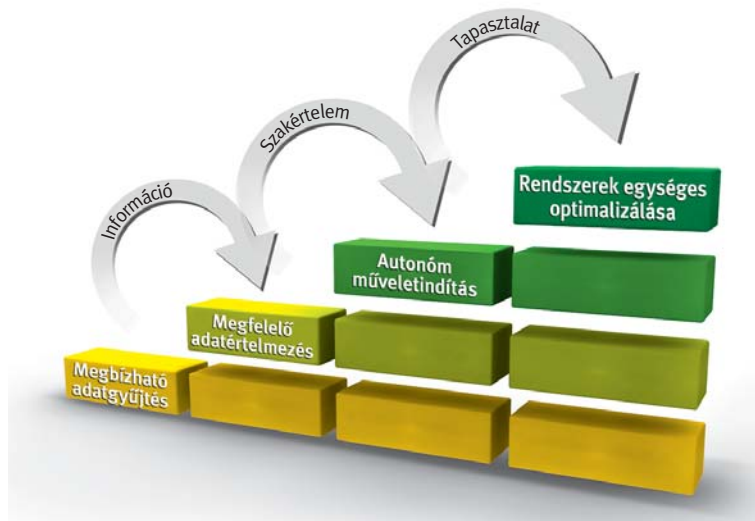 Tapasztalat
Szakértelem
Információ
Rendszerek egységes
optimalizálása
Autonóm
műveletindítás
Megfelelő
adatértelmezés
Megbízható
adatgyűjtés